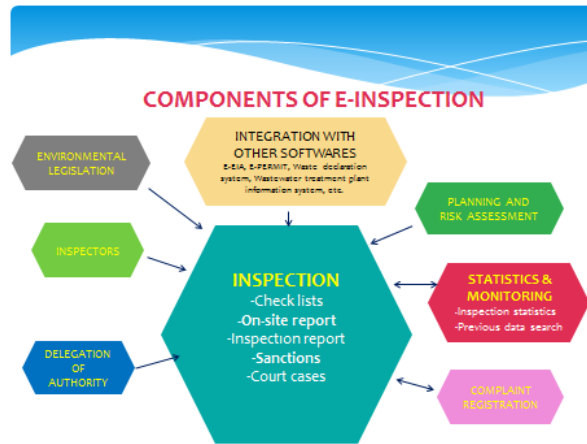 COMPONENTS OF E-INSPECTION
INTEGRATION WITH
OTHER SOFTWARES
E-EIA, E-PERMIT, Waste declaration
system, Wastewater treatment plant
information system, etc.
ENVIRONMENTAL
LEGISLATION
PLANNING AND
RISK ASSESSMENT
INSPECTORS
INSPECTION
-Check lists
-On-site report
-Inspection report
-Sanctions
-Court cases
STATISTICS &
MONITORING
-Inspection statistics
-Previous data search
DELEGATION
OF
AUTHORITY
COMPLAINT
REGISTRATION